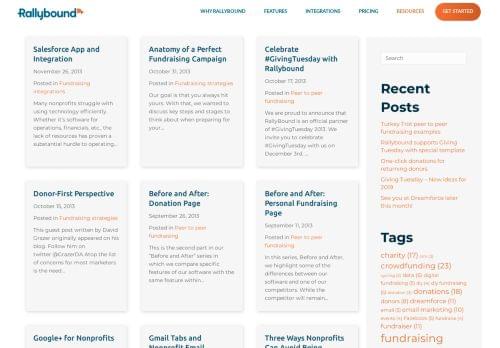 Rallybound
WHY RALLYBOUND
FEATURES
INTEGRATIONS
PRICING
RESOURCES
GET STARTED
Salesforce App and
Integration
November 26, 2013
Posted in Fundraising
integrations
Many nonprofits struggle with
using technology efficiently.
Whether it's software for
operations, financials, etc., the
lack of resources has proven a
substantial hurdle to operating...
Anatomy of a Perfect
Fundraising Campaign
October 31, 2013
Posted in Fundraising strategies
Our goal is that you always hit
yours. With that, we wanted to
discuss key steps and stages to
think about when preparing for
your...
Celebrate
#GivingTuesday with
Rallybound
October 17, 2013
Posted in Peer to peer
fundraising
We are proud to announce that
RallyBound is an official partner
of #GivingTuesday 2013. We
invite you to celebrate
#GivingTuesday with us on
December 3rd. ...
Donor-First Perspective
October 15, 2013
Posted in Fundraising strategies
This guest post written by David
Grazer originally appeared on his
blog. Follow him on
twitter @GrazerDA Atop the list
of concerns for most marketers
is the need...
Before and After:
Donation Page
September 26, 2013
Posted in Peer to peer
fundraising
This is the second part in our
"Before and After" series in
which we compare specific
features of our software with the
same feature within...
Before and After:
Personal Fundraising
Page
September 11, 2013
Posted in Peer to peer
fundraising
In this series, Before and After,
we highlight some of the
differences between our
software and one of our
competitors. While the
competitor will remain...
Google+ for Nonprofits
Gmail Tabs and
Nonprofit Email
Three Ways Nonprofits
Can Avoid Being
Search
Recent
Posts
Turkey Trot peer to peer
fundraising examples
Rallybound supports Giving
Tuesday with special template
One-click donations for
returning donors
Giving Tuesday – New ideas for
2019
See you at Dreamforce later
this month!
Tags
charity (17)
crowdfunding (23)
data (5) digital
fundraising (5) diy (4) diy fundraising
(5) donations (18)
donors (8) dreamforce (11)
email (5) email marketing (10)
events (4) Facebook (5) fundraise (4)
fundraiser (11)
fundraising